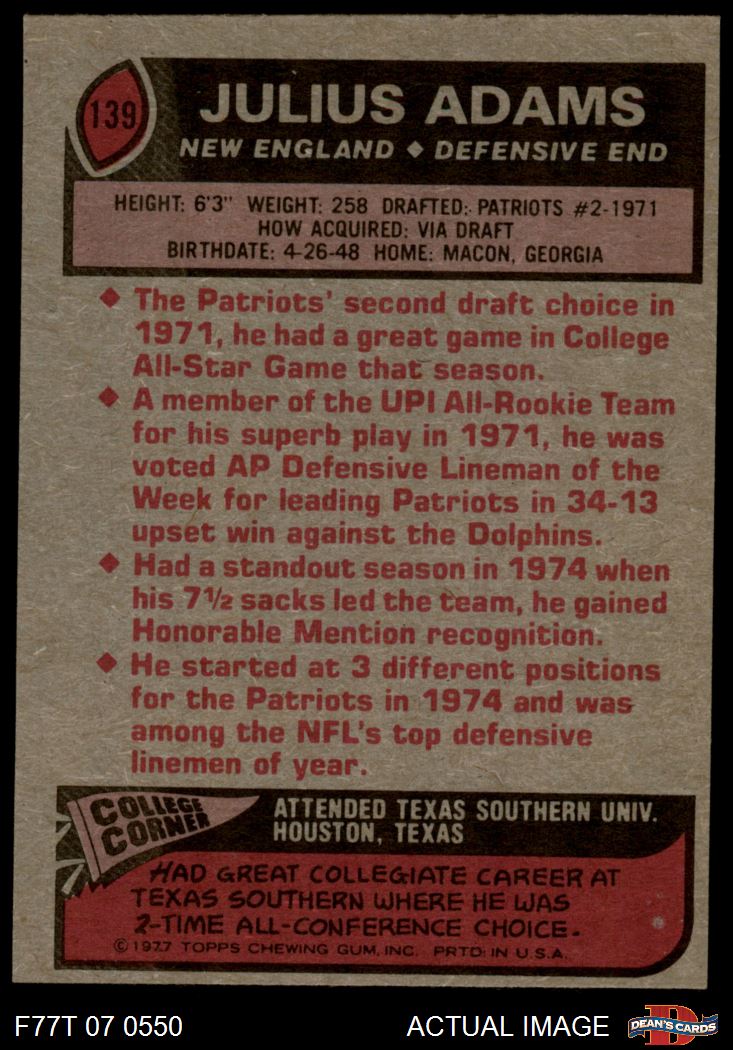 139
JULIUS ADAMS
NEW ENGLAND ◆ DEFENSIVE END
HEIGHT: 6'3" WEIGHT: 258 DRAFTED: PATRIOTS #2-1971
HOW ACQUIRED: VIA DRAFT
BIRTHDATE: 4-26-48 HOME: MACON, GEORGIA
◆ The Patriots' second draft choice in
1971, he had a great game in College
All-Star Game that season.
◆ A member of the UPI All-Rookie Team
for his superb play in 1971, he was
voted AP Defensive Lineman of the
Week for leading Patriots in 34-13
upset win against the Dolphins.
◆ Had a standout season in 1974 when
his 7½ sacks led the team, he gained
Honorable Mention recognition.
◆ He started at 3 different positions
for the Patriots in 1974 and was
among the NFL's top defensive
linemen of year.
COLLEGE
CORNER
ATTENDED TEXAS SOUTHERN UNIV.
HOUSTON, TEXAS
HAD GREAT COLLEGIATE CAREER AT
TEXAS SOUTHERN WHERE HE WAS
2-TIME ALL-CONFERENCE CHOICE.
© 1977 TOPPS CHEWING GUM, INC. PRTD. IN U.S.A.
F77T 07 0550
ACTUAL IMAGE
D
DEAN'S CARDS